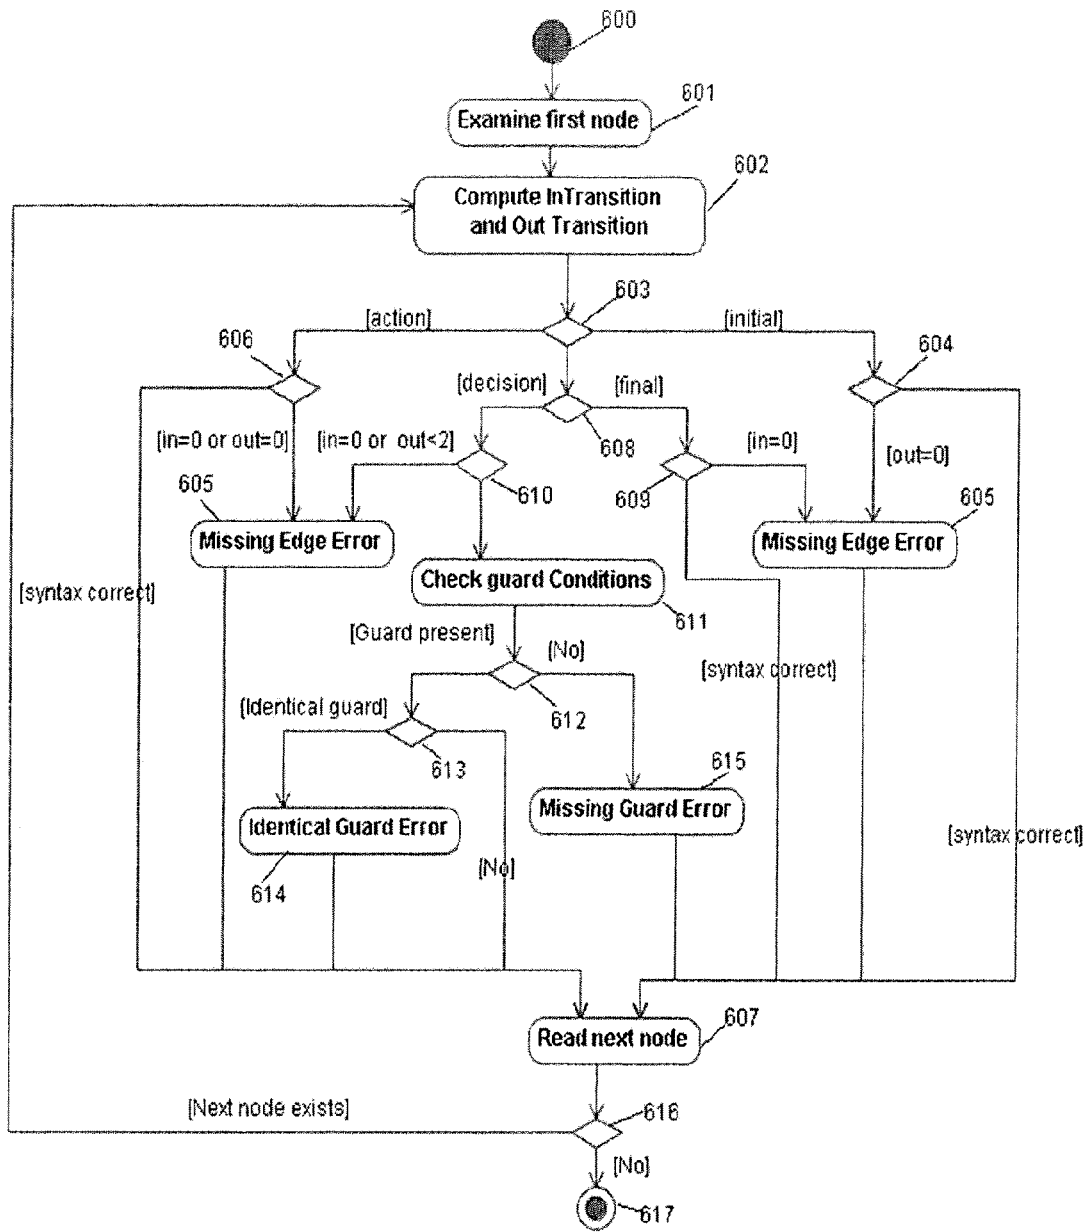 600
601
Examine first node
602
Compute InTransition
and Out Transition
603
[action]
[initial]
606
604
[decision]
[final]
608
[in=0 or out=0]
[in=0 or out<2]
[in=0]
[out=0]
610
609
605
605
Missing Edge Error
Missing Edge Error
Check guard Conditions
[syntax correct]
611
[Guard present]
[No]
[syntax correct]
[Identical guard]
612
613
615
Identical Guard Error
Missing Guard Error
[syntax correct]
[No]
614
607
Read next node
[Next node exists]
616
[No]
617